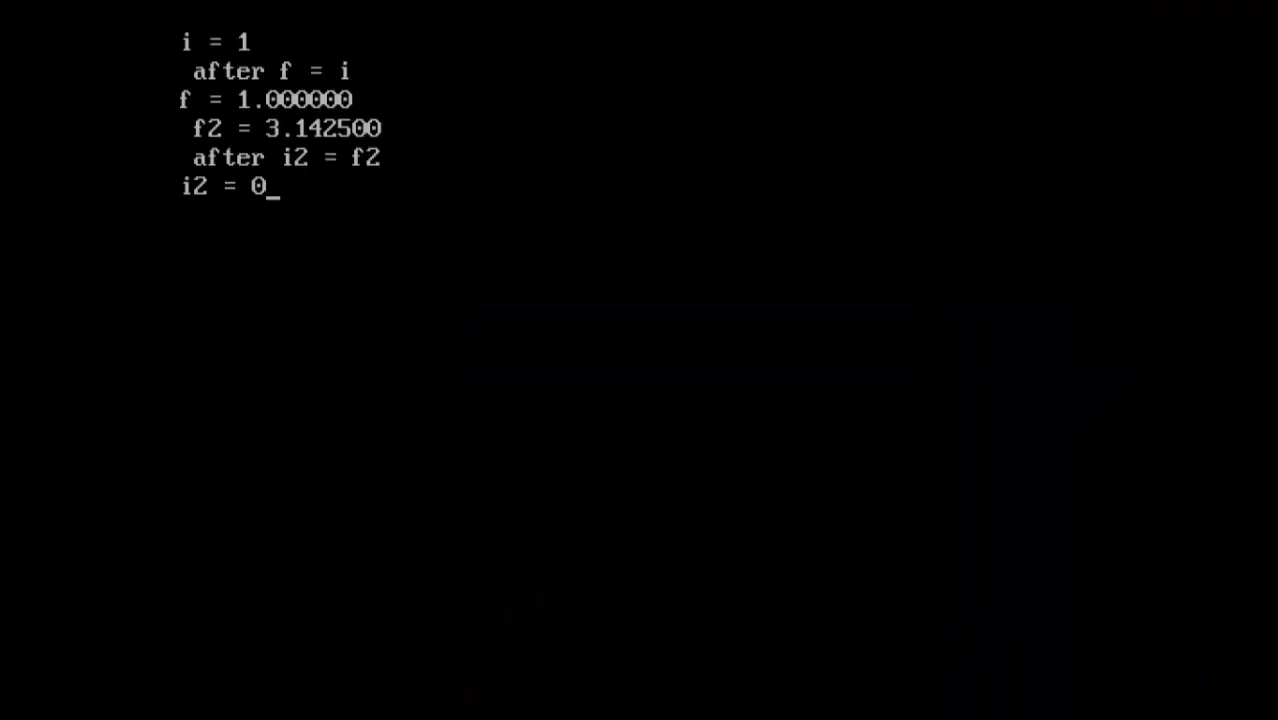 i = 1
after f = i
f = 1.000000
f2 = 3.142500
after i2 = f2
i2 = 0_